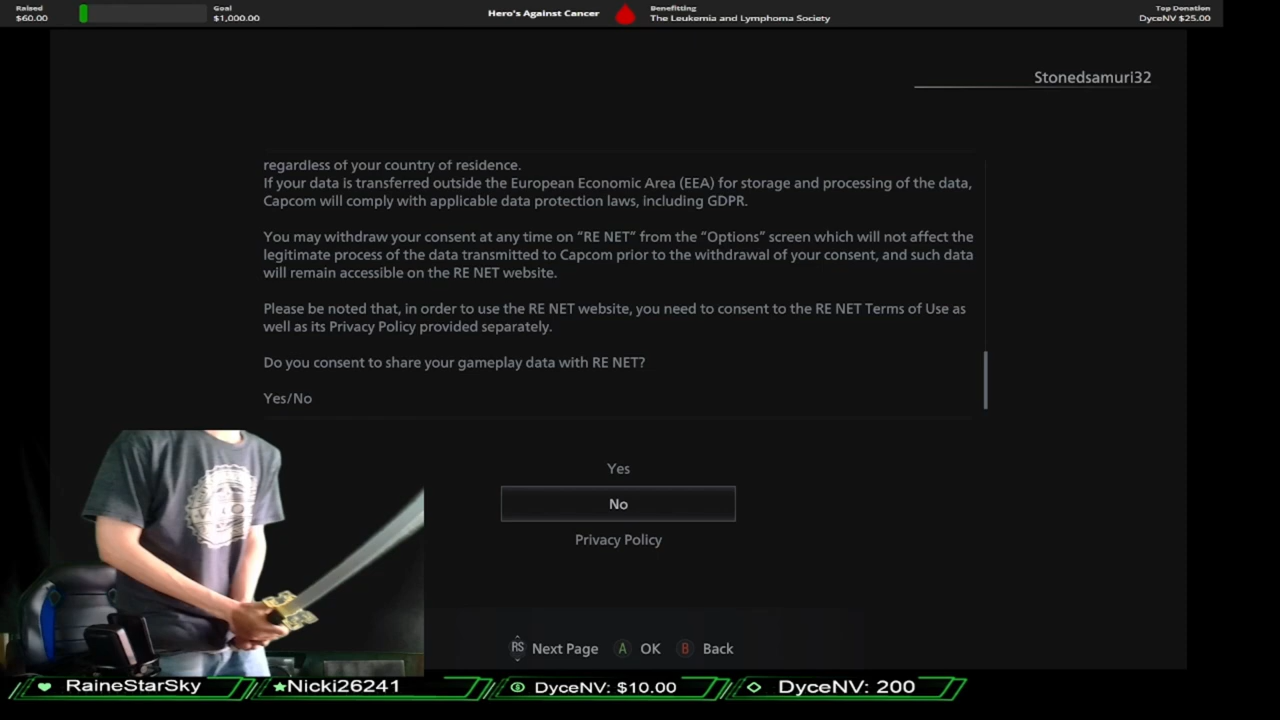 Raised
$60.00
Goal
$1,000.00
Hero's Against Cancer
Benefitting
The Leukemia and Lymphoma Society
Top Donation
DyceNV $25.00
Stonedsamuri32
regardless of your country of residence.
If your data is transferred outside the European Economic Area (EEA) for storage and processing of the data,
Capcom will comply with applicable data protection laws, including GDPR.
You may withdraw your consent at any time on “RE NET” from the “Options” screen which will not affect the
legitimate process of the data transmitted to Capcom prior to the withdrawal of your consent, and such data
will remain accessible on the RE NET website.
Please be noted that, in order to use the RE NET website, you need to consent to the RE NET Terms of Use as
well as its Privacy Policy provided separately.
Do you consent to share your gameplay data with RE NET?
Yes/No
Yes
No
Privacy Policy
RS Next Page A OK B Back
RaineStarSky
Nicki26241
DyceNV: $10.00
DyceNV: 200